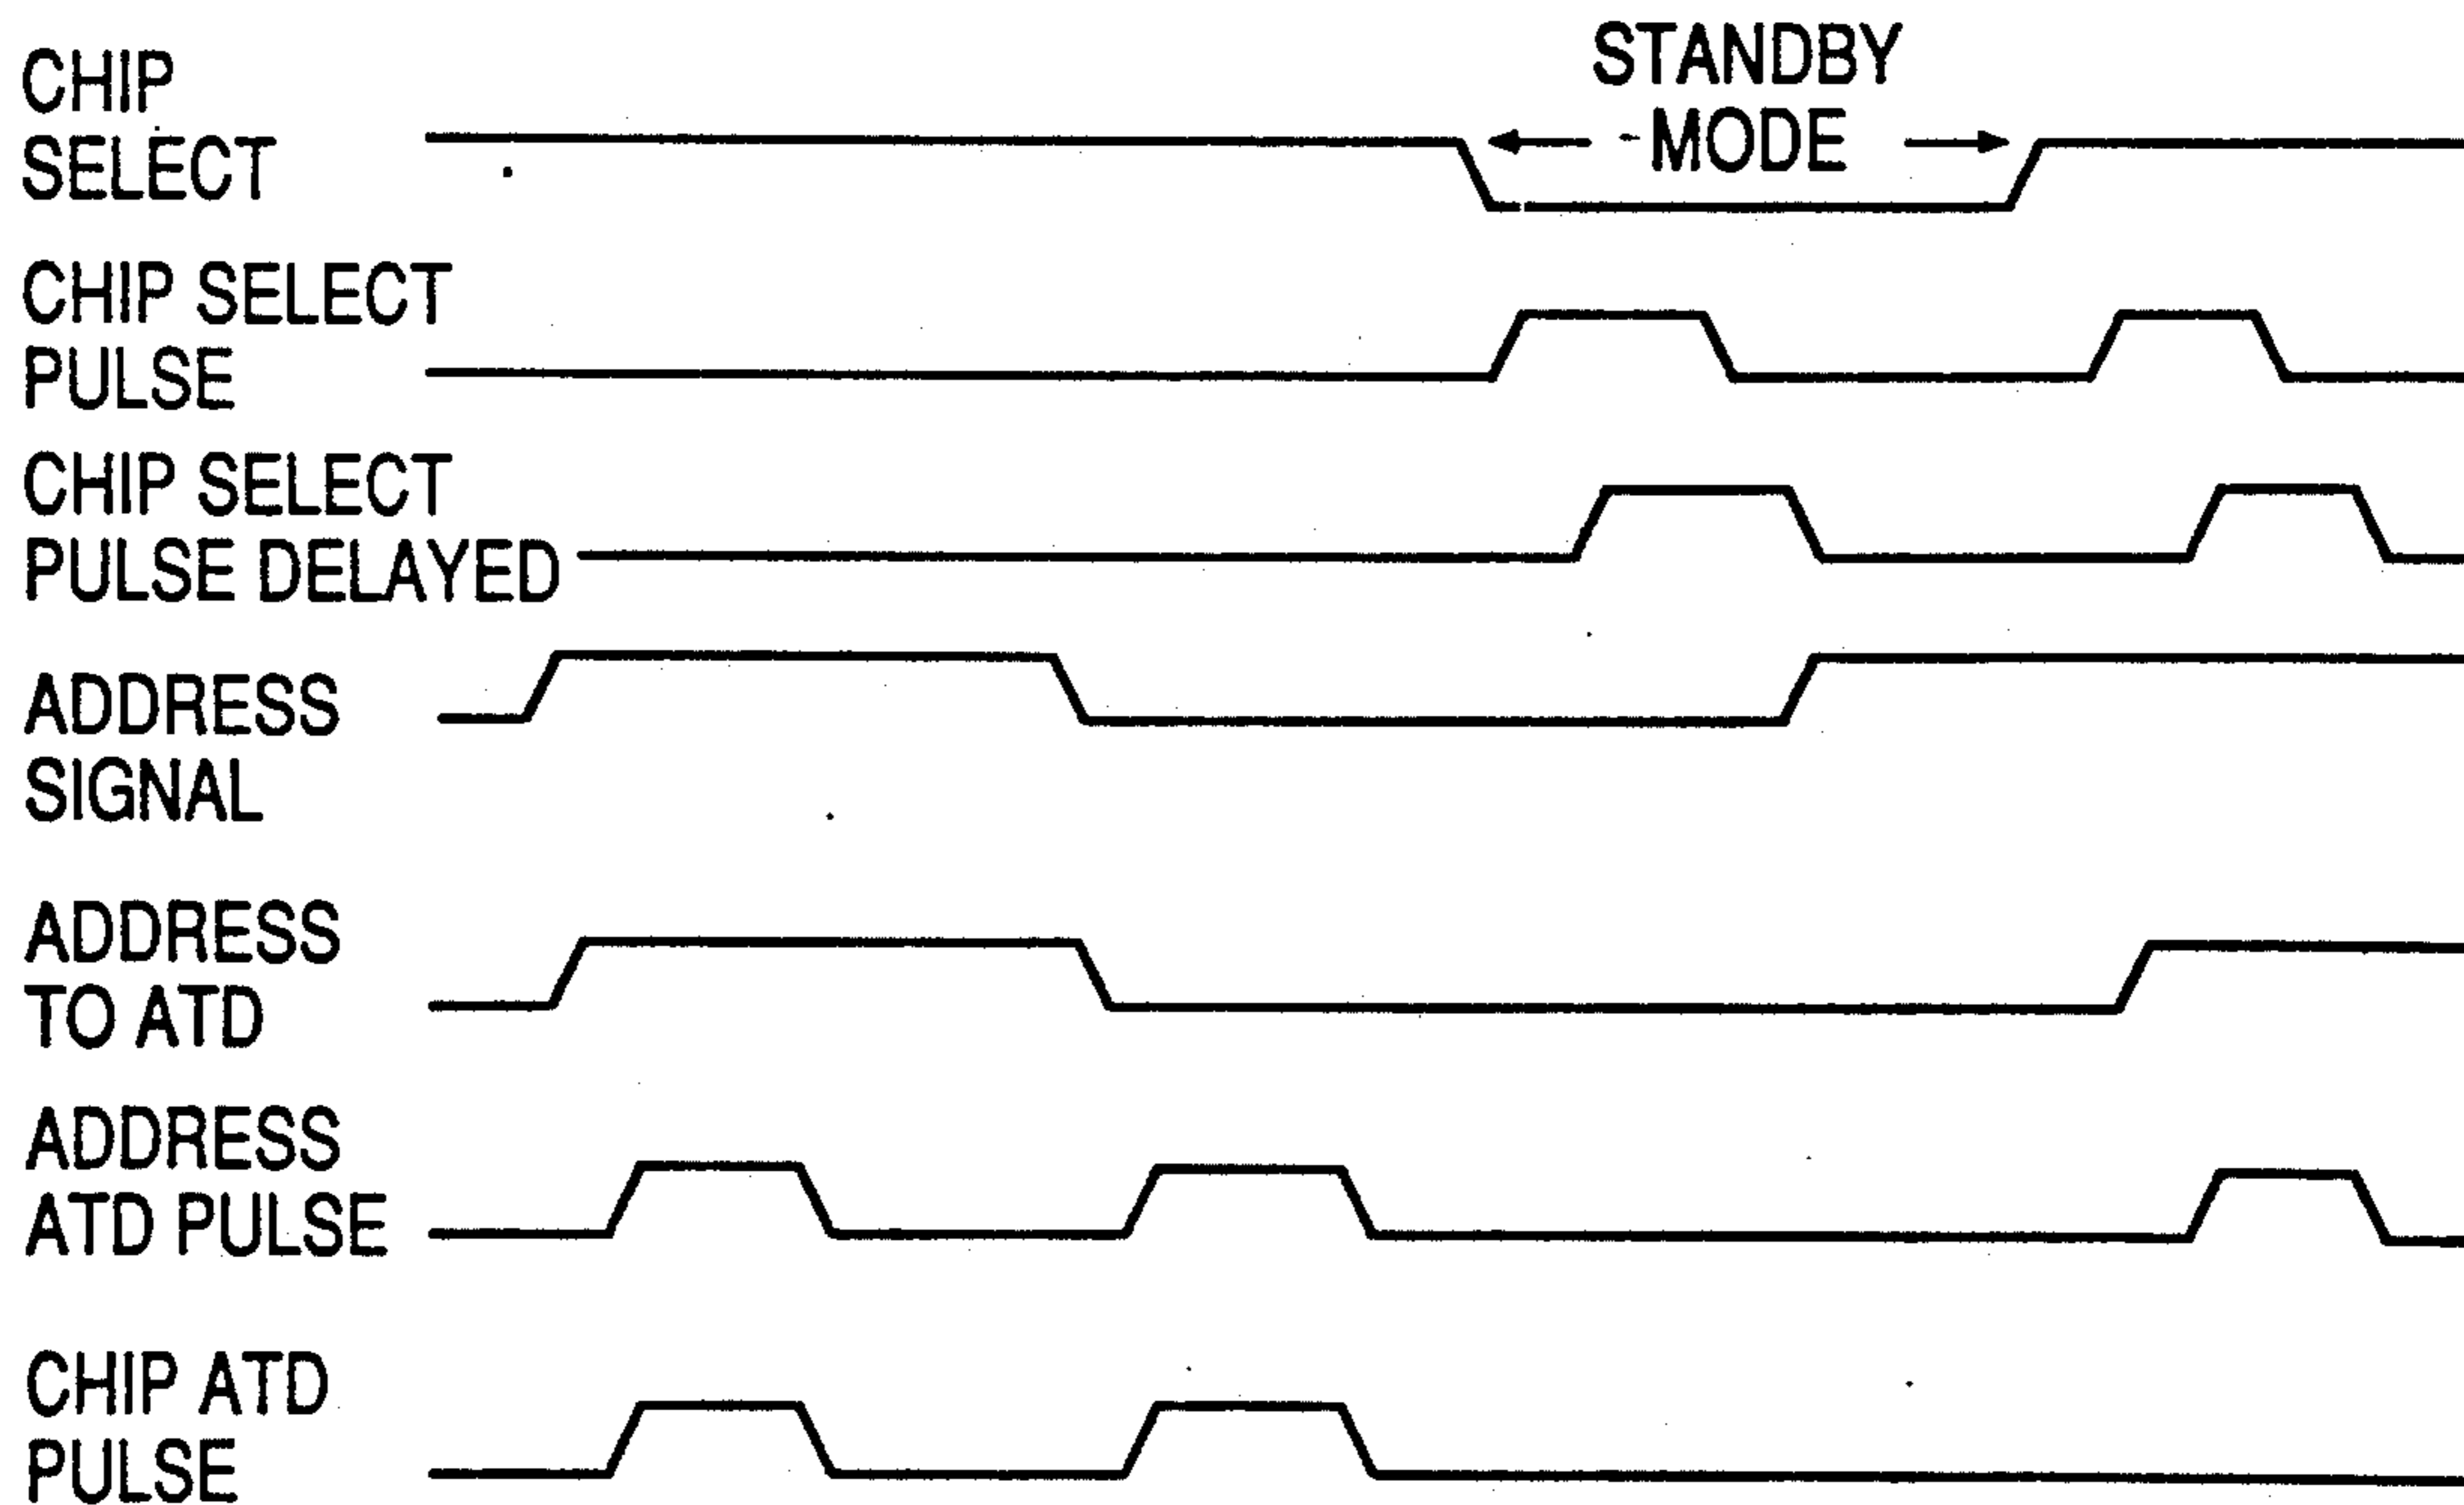 CHIP
SELECT
STANDBY
MODE
CHIP SELECT
PULSE
CHIP SELECT
PULSE DELAYED
ADDRESS
SIGNAL
ADDRESS
TO ATD
ADDRESS
ATD PULSE
CHIP ATD
PULSE